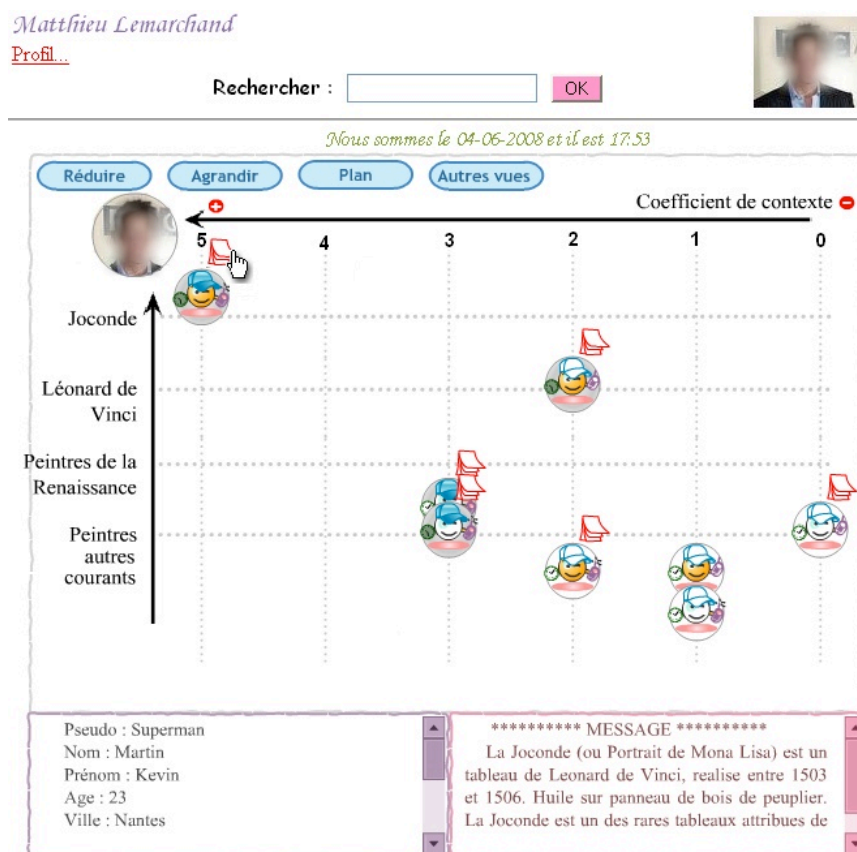 Matthieu Lemarchand
Profil...
Rechercher :
OK
Nous sommes le 04-06-2008 et il est 17:53
Réduire
Agrandir
Plan
Autres vues
Coefficient de contexte
5 4 3 2 1 0
Joconde
Léonard de
Vinci
Peintres de la
Renaissance
Peintres
autres
courants
Pseudo : Superman
Nom : Martin
Prénom : Kevin
Age : 23
Ville : Nantes
********** MESSAGE **********
La Joconde (ou Portrait de Mona Lisa) est un
tableau de Leonard de Vinci, realise entre 1503
et 1506. Huile sur panneau de bois de peuplier.
La Joconde est un des rares tableaux attribues de